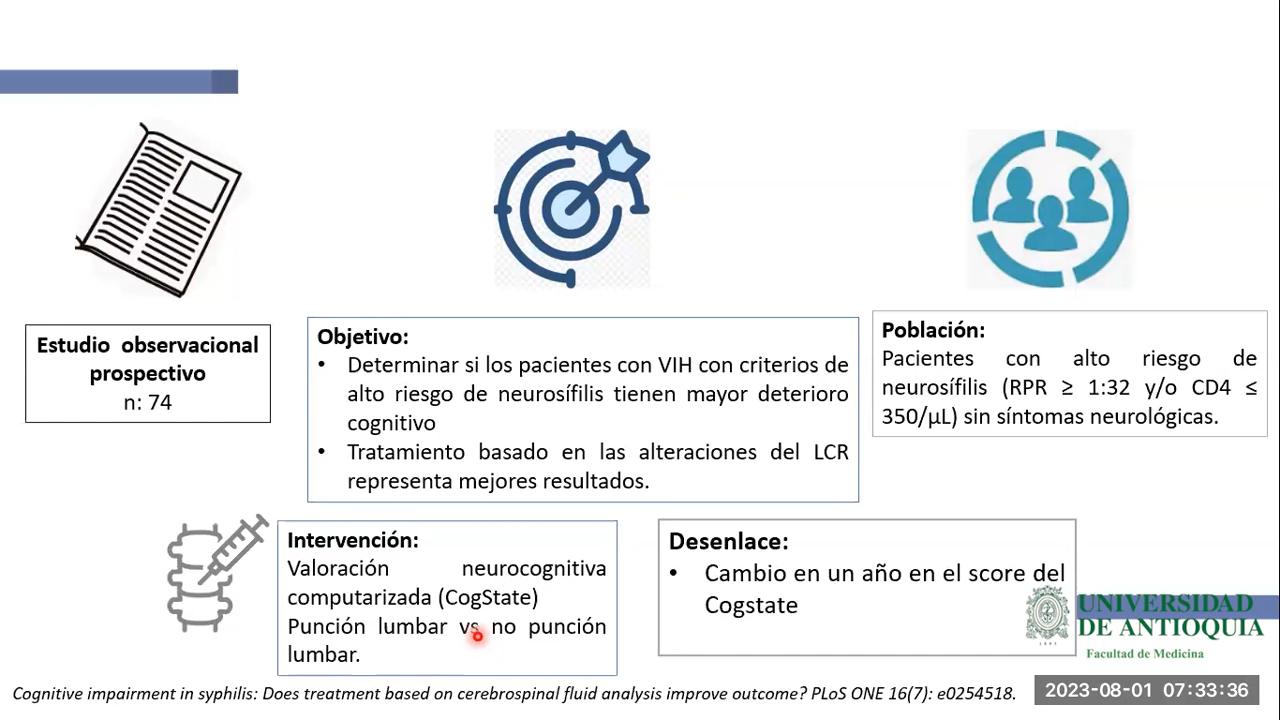 Estudio observacional
prospectivo
n: 74
Objetivo:
• Determinar si los pacientes con VIH con criterios de
alto riesgo de neurosífilis tienen mayor deterioro
cognitivo
• Tratamiento basado en las alteraciones del LCR
representa mejores resultados.
Población:
Pacientes con alto riesgo de
neurosífilis (RPR ≥ 1:32 y/o CD4 ≤
350/µL) sin síntomas neurológicas.
Intervención:
Valoración neurocognitiva
computarizada (CogState)
Punción lumbar vs no punción
lumbar.
Desenlace:
• Cambio en un año en el score del
Cogstate
UNIVERSIDAD
DE ANTIOQUIA
Facultad de Medicina
Cognitive impairment in syphilis: Does treatment based on cerebrospinal fluid analysis improve outcome? PLoS ONE 16(7): e0254518.
2023-08-01 07:33:36